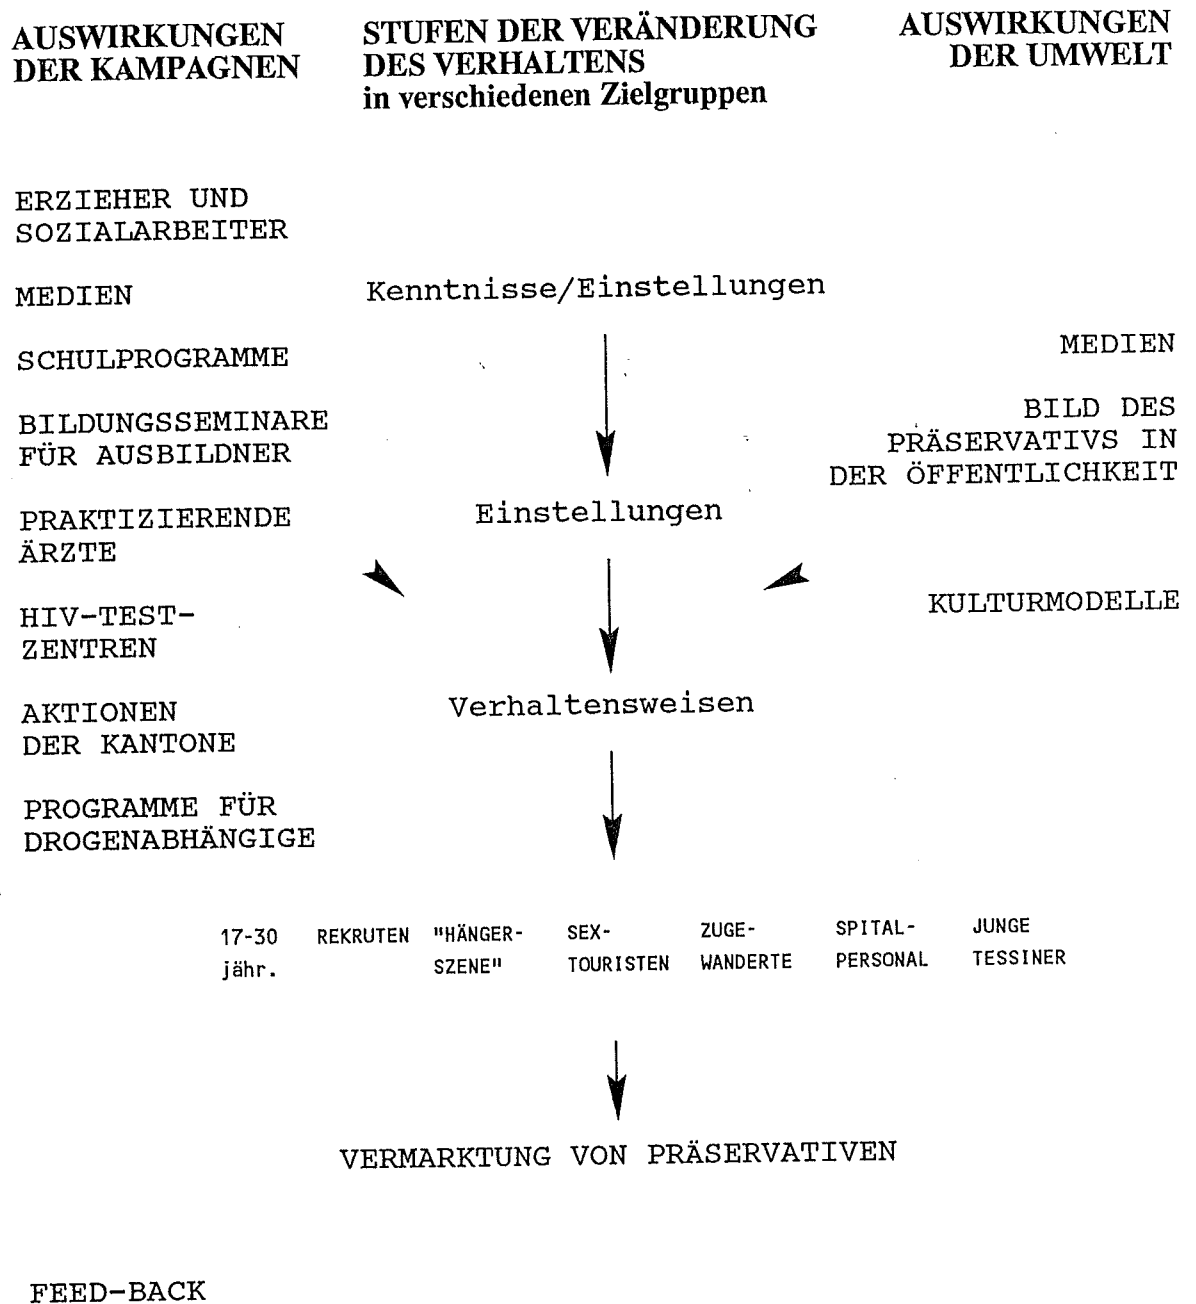 AUSWIRKUNGEN
DER KAMPAGNEN
STUFEN DER VERÄNDERUNG
DES VERHALTENS
in verschiedenen Zielgruppen
AUSWIRKUNGEN
DER UMWELT
ERZIEHER UND
SOZIALARBEITER
MEDIEN
SCHULPROGRAMME
BILDUNGSSEMINARE
FÜR AUSBILDNER
PRAKTIZIERENDE
ÄRZTE
HIV-TEST-
ZENTREN
AKTIONEN
DER KANTONE
PROGRAMME FÜR
DROGENABHÄNGIGE
Kenntnisse/Einstellungen
Einstellungen
Verhaltensweisen
MEDIEN
BILD DES
PRÄSERVATIVS IN
DER ÖFFENTLICHKEIT
KULTURMODELLE
17-30
jähr.
REKRUTEN
"HÄNGER-
SZENE"
SEX-
TOURISTEN
ZUGE-
WANDERTE
SPITAL-
PERSONAL
JUNGE
TESSINER
VERMARKTUNG VON PRÄSERVATIVEN
FEED-BACK